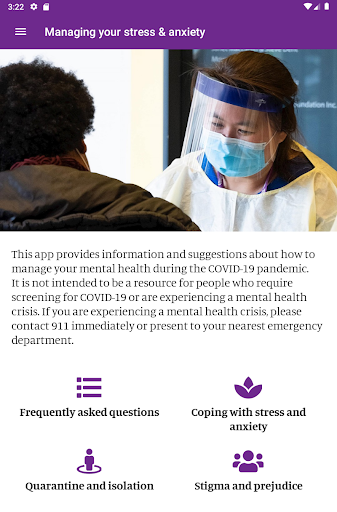 3:22
Managing your stress & anxiety
oundation Inc.
This app provides information and suggestions about how to
manage your mental health during the COVID-19 pandemic.
It is not intended to be a resource for people who require
screening for COVID-19 or are experiencing a mental health
crisis. If you are experiencing a mental health crisis, please
contact 911 immediately or present to your nearest emergency
department.
Frequently asked questions
Coping with stress and
anxiety
Quarantine and isolation
Stigma and prejudice